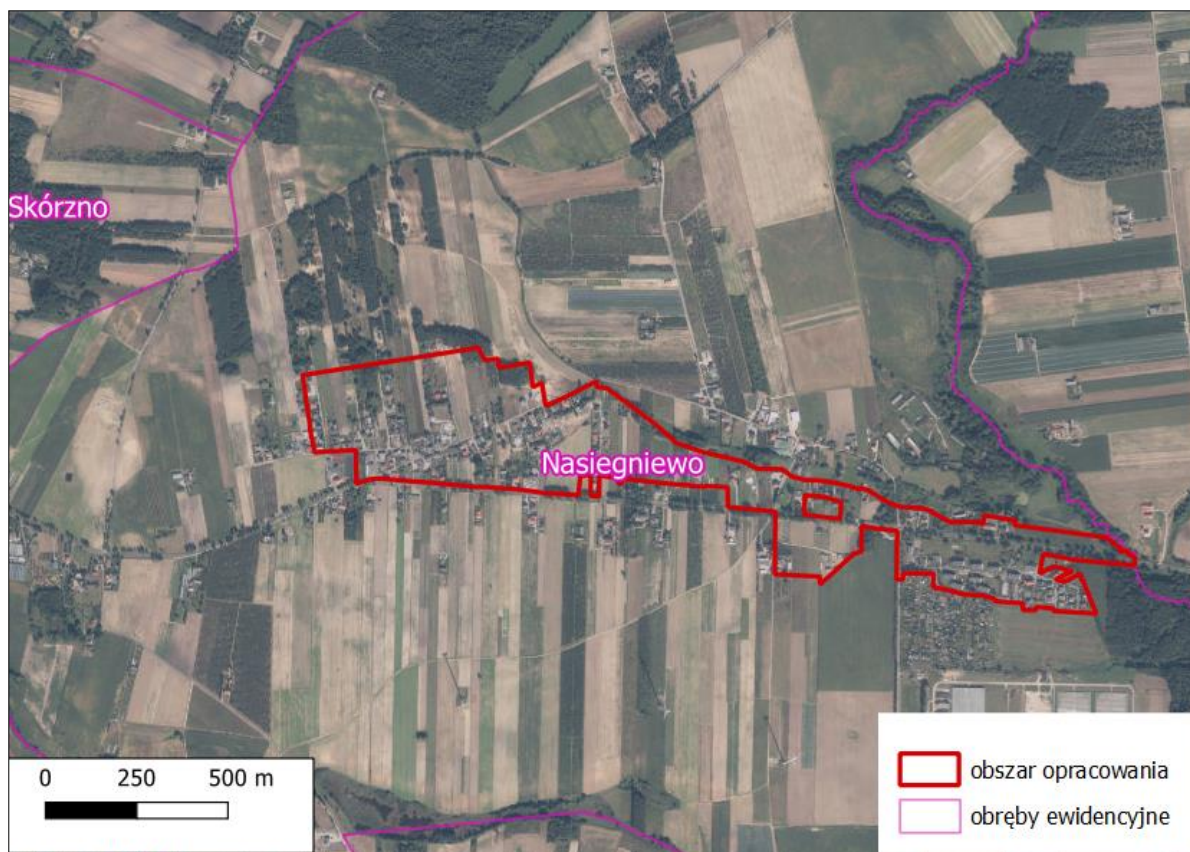 Skórzno
Nasiegniewo
0 250 500 m
obszar opracowania
obręby ewidencyjne